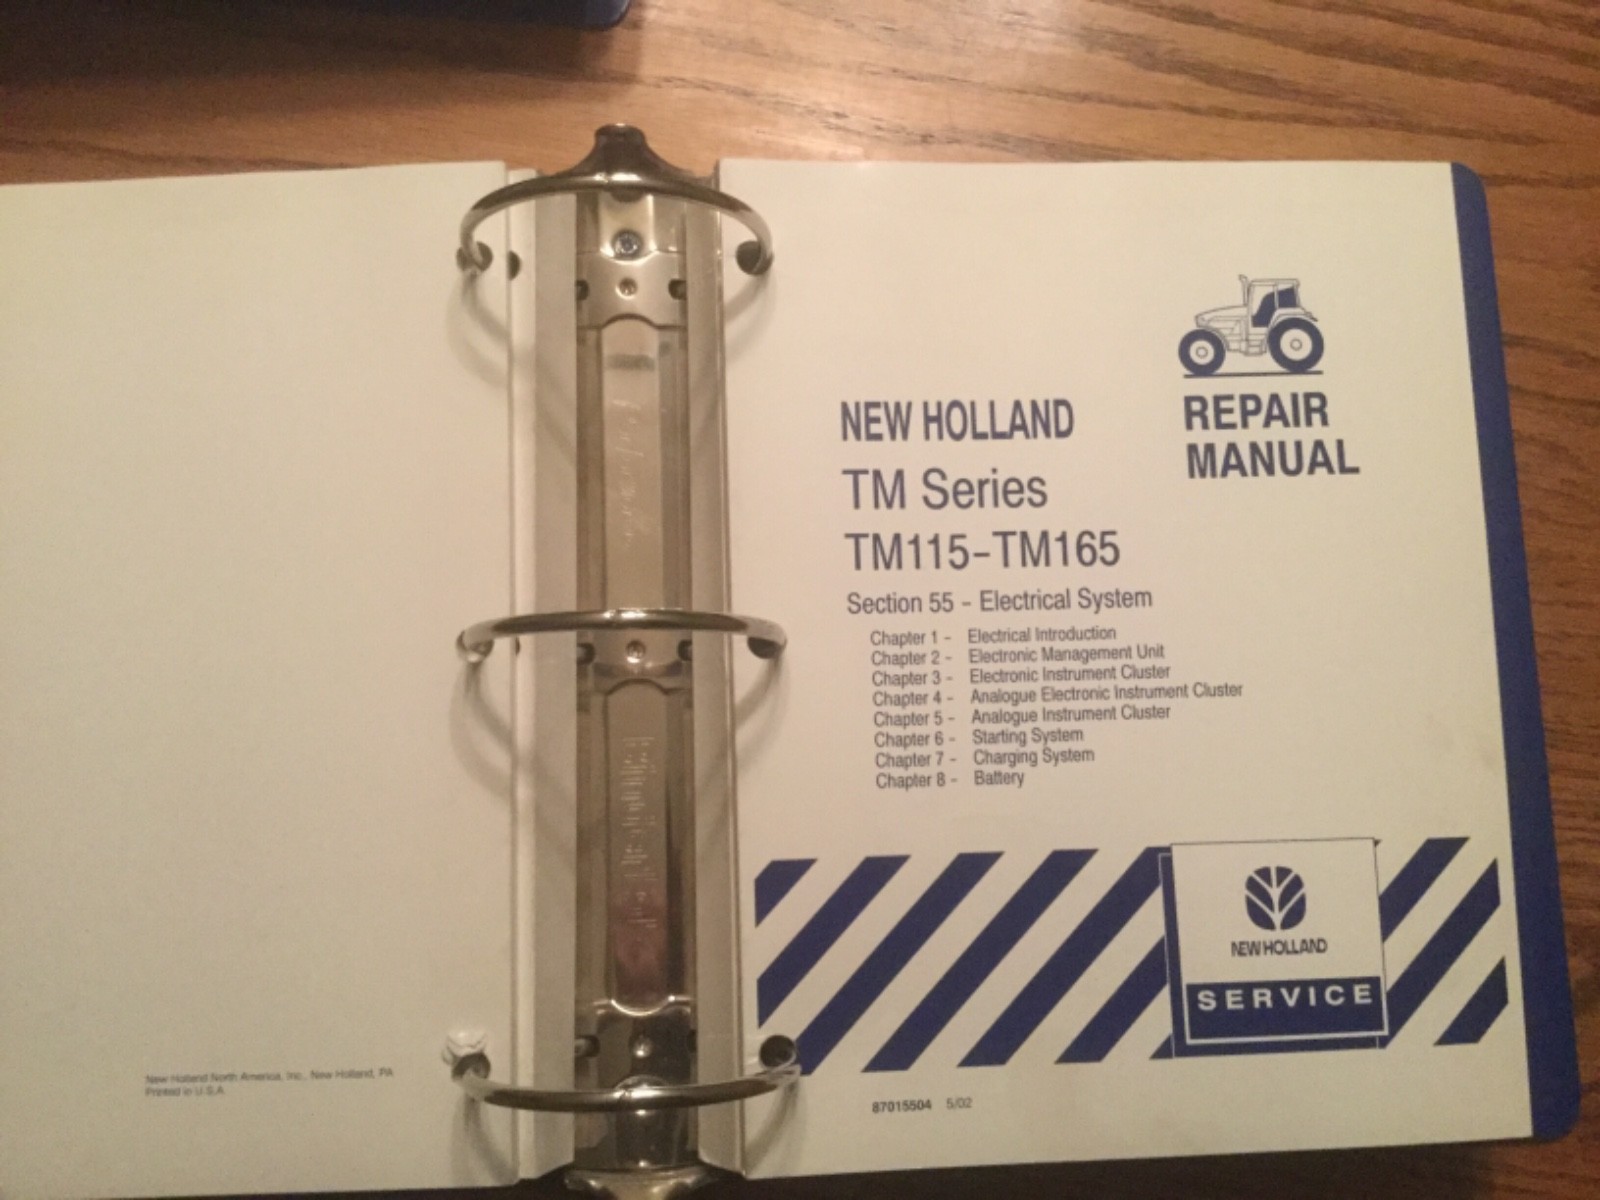 New Holland North America, Inc., New Holland, PA
Printed in U.S.A.
REPAIR
MANUAL
NEW HOLLAND
TM Series
TM115-TM165
Section 55 - Electrical System
Chapter 1 - Electrical Introduction
Chapter 2 - Electronic Management Unit
Chapter 3 - Electronic Instrument Cluster
Chapter 4 - Analogue Electronic Instrument Cluster
Chapter 5 - Analogue Instrument Cluster
Chapter 6 - Starting System
Chapter 7 - Charging System
Chapter 8 - Battery
NEW HOLLAND
SERVICE
87015504 5/02